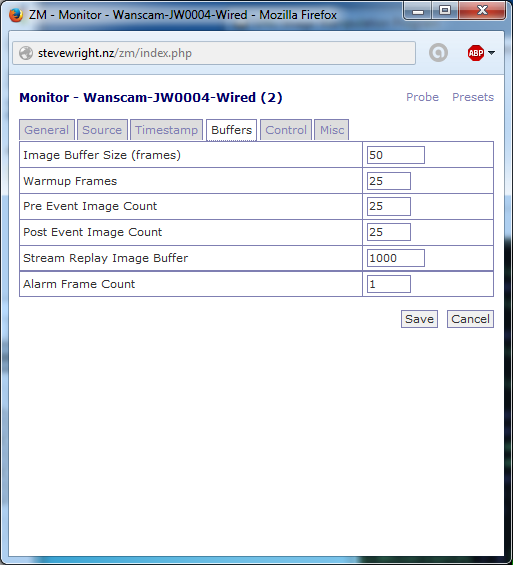 ZM - Monitor - Wanscam-JW0004-Wired - Mozilla Firefox
stevewright.nz/zm/index.php
ABP
Monitor - Wanscam-JW0004-Wired (2)
Probe Presets
General Source Timestamp Buffers Control Misc
Image Buffer Size (frames) 50
Warmup Frames 25
Pre Event Image Count 25
Post Event Image Count 25
Stream Replay Image Buffer 1000
Alarm Frame Count 1
Save Cancel